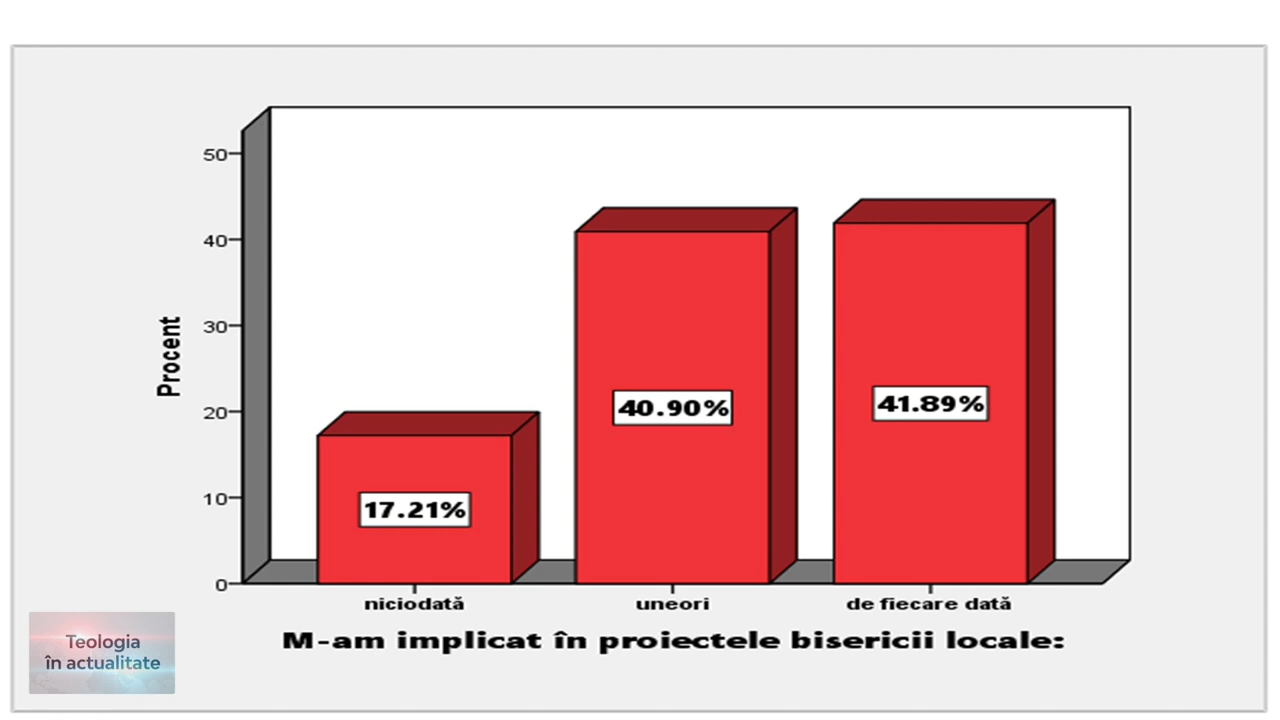 50
40
30
20
10
0
Procent
17.21%
40.90%
41.89%
niciodată
uneori
de fiecare dată
M-am implicat în proiectele bisericii locale:
Teologia
în actualitate